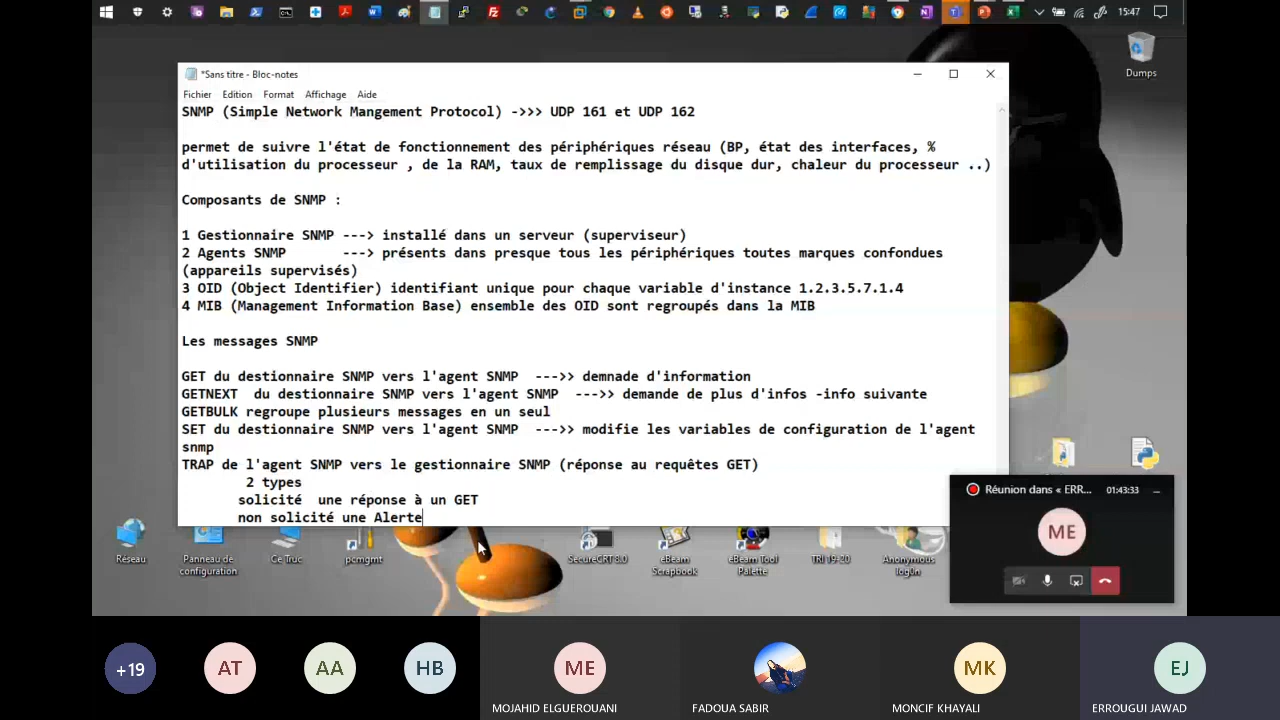 15:47
Dumps
*Sans titre - Bloc-notes
Fichier Edition Format Affichage Aide
SNMP (Simple Network Mangement Protocol) ->>> UDP 161 et UDP 162
permet de suivre l'état de fonctionnement des périphériques réseau (BP, état des interfaces, %
d'utilisation du processeur , de la RAM, taux de remplissage du disque dur, chaleur du processeur ..)
Composants de SNMP :
1 Gestionnaire SNMP ---> installé dans un serveur (superviseur)
2 Agents SNMP ---> présents dans presque tous les périphériques toutes marques confondues
(appareils supervisés)
3 OID (Object Identifier) identifiant unique pour chaque variable d'instance 1.2.3.5.7.1.4
4 MIB (Management Information Base) ensemble des OID sont regroupés dans la MIB
Les messages SNMP
GET du destionnaire SNMP vers l'agent SNMP --->> demnade d'information
GETNEXT du destionnaire SNMP vers l'agent SNMP --->> demande de plus d'infos -info suivante
GETBULK regroupe plusieurs messages en un seul
SET du destionnaire SNMP vers l'agent SNMP --->> modifie les variables de configuration de l'agent
snmp
TRAP de l'agent SNMP vers le gestionnaire SNMP (réponse au requêtes GET)
2 types
solicité une réponse à un GET
non solicité une Alerte
Réunion dans « ERR... 01:43:33
ME
Réseau
Panneau de configuration
Ce Truc
pcmgmt
SecureCRT 8.0
eBeam Scrapbook
eBeam Tool Palette
TRI 19-20
Anonymous
+19
AT
AA
HB
ME
MK
EJ
MOJAHID ELGUEROUANI
FADOUA SABIR
MONCIF KHAYALI
ERROUGUI JAWAD